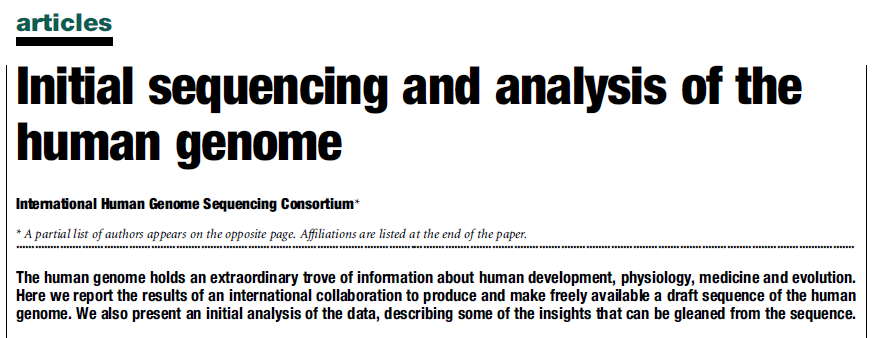 articles
Initial sequencing and analysis of the
human genome
International Human Genome Sequencing Consortium*
* A partial list of authors appears on the opposite page. Affiliations are listed at the end of the paper.
The human genome holds an extraordinary trove of information about human development, physiology, medicine and evolution.
Here we report the results of an international collaboration to produce and make freely available a draft sequence of the human
genome. We also present an initial analysis of the data, describing some of the insights that can be gleaned from the sequence.